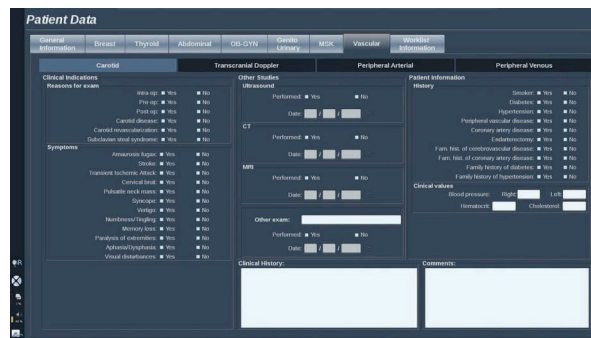 Patient Data
General Information
Breast
Thyroid
Abdominal
OB-GYN
Genito Urinary
MSK
Vascular
Worklist Information
Carotid
Transcranial Doppler
Peripheral Arterial
Peripheral Venous
Clinical Indications
Reasons for exam
Intra op: Yes No
Pre-op: Yes No
Post op: Yes No
Carotid disease: Yes No
Carotid revascularization: Yes No
Subclavian steal syndrome: Yes No
Symptoms
Amaurosis fugax: Yes No
Stroke: Yes No
Transient Ischemic Attack: Yes No
Cervical bruit: Yes No
Pulsatile neck mass: Yes No
Syncope: Yes No
Vertigo: Yes No
Numbness/Tingling: Yes No
Memory loss: Yes No
Paralysis of extremities: Yes No
Aphasia/Dysphasia: Yes No
Visual disturbances: Yes No
Other Studies
Ultrasound
Performed: Yes No
Date: / /
CT
Performed: Yes No
Date: / /
MRI
Performed: Yes No
Date: / /
Other exam:
Performed: Yes No
Date: / /
Patient Information
History
Smoker: Yes No
Diabetes: Yes No
Hypertension: Yes No
Peripheral vascular disease: Yes No
Coronary artery disease: Yes No
Endarterectomy: Yes No
Fam. hist. of cerebrovascular disease: Yes No
Fam. hist. of coronary artery disease: Yes No
Family history of diabetes: Yes No
Family history of hypertension: Yes No
Clinical values
Blood pressure: Right: Left:
Hematocrit: Cholesterol:
Clinical History:
Comments:
R